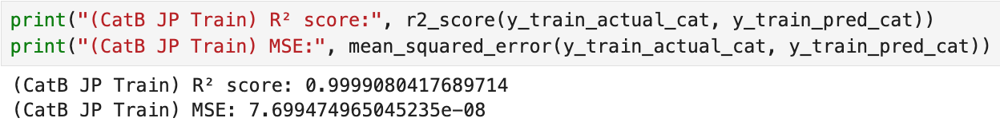 print("(CatB JP Train) R² score:", r2_score(y_train_actual_cat, y_train_pred_cat))
print("(CatB JP Train) MSE:", mean_squared_error(y_train_actual_cat, y_train_pred_cat))
(CatB JP Train) R² score: 0.9999080417689714
(CatB JP Train) MSE: 7.699474965045235e-08